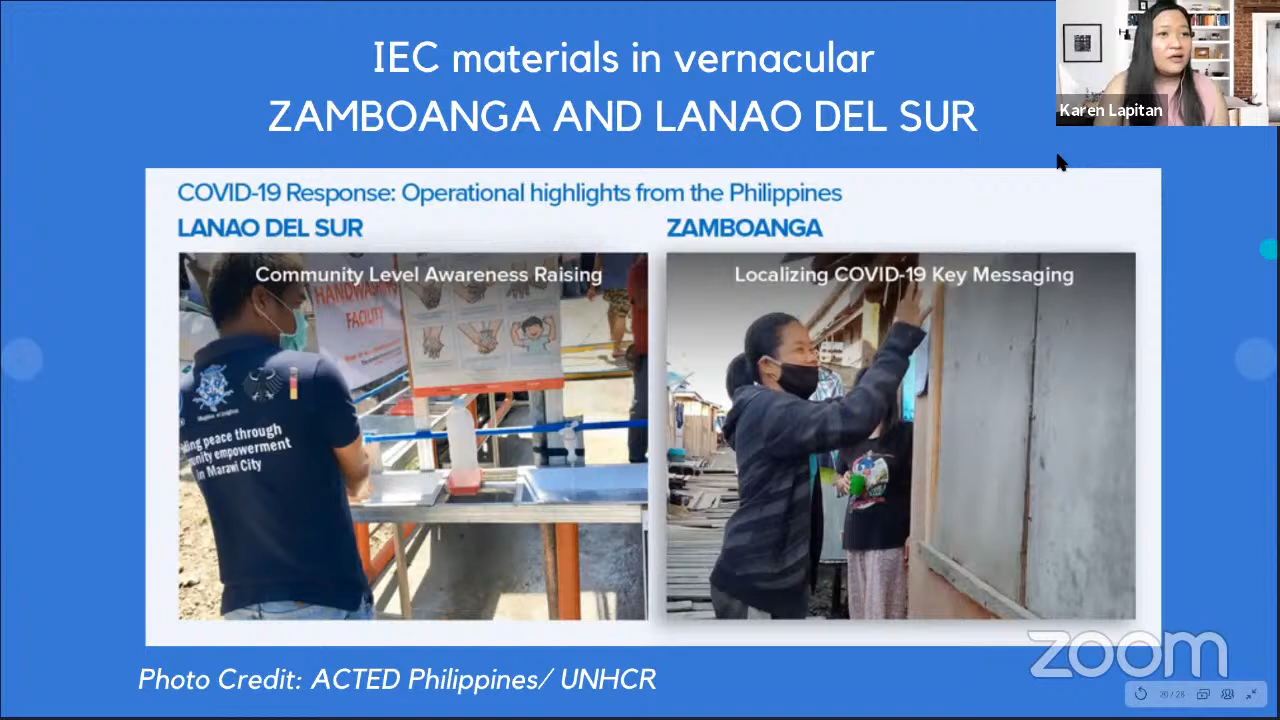 IEC materials in vernacular
ZAMBOANGA AND LANAO DEL SUR
Karen Lapitan
COVID-19 Response: Operational highlights from the Philippines
LANAO DEL SUR
ZAMBOANGA
Community Level Awareness Raising
Localizing COVID-19 Key Messaging
HANDWASHING
FACILITY
peace through
empowerment
in Marawi City
Photo Credit: ACTED Philippines/ UNHCR
zoom
/ 28